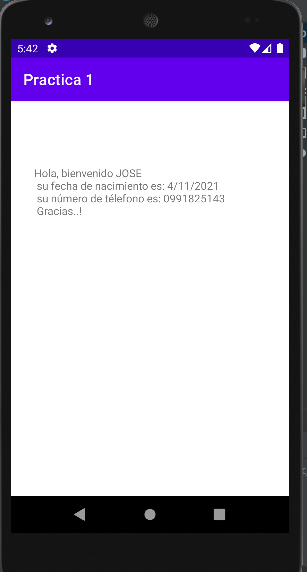 5:42
Practica 1
Hola, bienvenido JOSE
su fecha de nacimiento es: 4/11/2021
su número de télefono es: 0991825143
Gracias..!